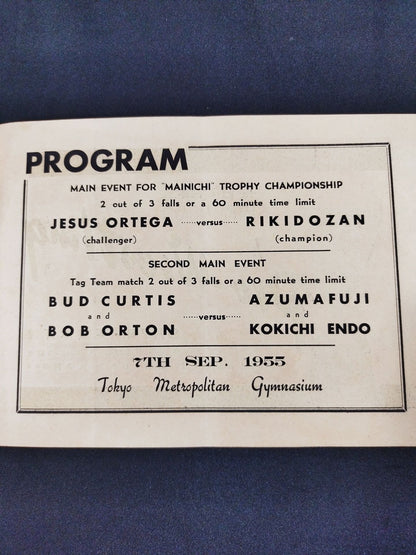 PROGRAM
MAIN EVENT FOR "MAINICHI" TROPHY CHAMPIONSHIP
2 out of 3 falls or a 60 minute time limit
JESUS ORTEGA ······versus······ RIKIDOZAN
(challenger) (champion)
SECOND MAIN EVENT
Tag Team match 2 out of 3 falls or a 60 minute time limit
BUD CURTIS AZUMAFUJI
and ······versus······ and
BOB ORTON KOKICHI ENDO
7TH SEP. 1955
Tokyo Metropolitan Gymnasium